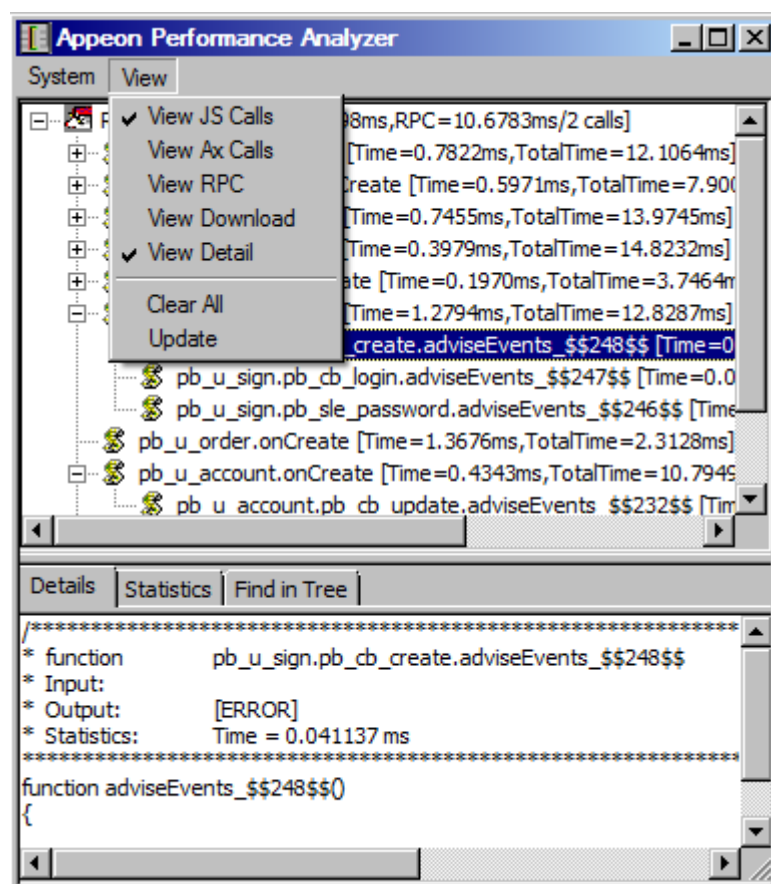 Appeon Performance Analyzer
System View
View JS Calls
View Ax Calls
View RPC
View Download
View Detail
Clear All
Update
98ms,RPC=10.6783ms/2 calls]
[Time=0.7822ms,TotalTime=12.1064ms]
Create [Time=0.5971ms,TotalTime=7.900
[Time=0.7455ms,TotalTime=13.9745ms]
[Time=0.3979ms,TotalTime=14.8232ms]
ate [Time=0.1970ms,TotalTime=3.7464m
[Time=1.2794ms,TotalTime=12.8287ms]
_create.adviseEvents_$$248$$ [Time=0
pb_u_sign.pb_cb_login.adviseEvents_$$247$$ [Time=0.0
pb_u_sign.pb_sle_password.adviseEvents_$$246$$ [Time
pb_u_order.onCreate [Time=1.3676ms,TotalTime=2.3128ms]
pb_u_account.onCreate [Time=0.4343ms,TotalTime=10.7949
pb_u_account.pb_cb_update.adviseEvents_$$232$$ [Tim
Details Statistics Find in Tree
/************************************************************
* function pb_u_sign.pb_cb_create.adviseEvents_$$248$$
* Input:
* Output: [ERROR]
* Statistics: Time = 0.041137 ms
*************************************************************
function adviseEvents_$$248$$()
{